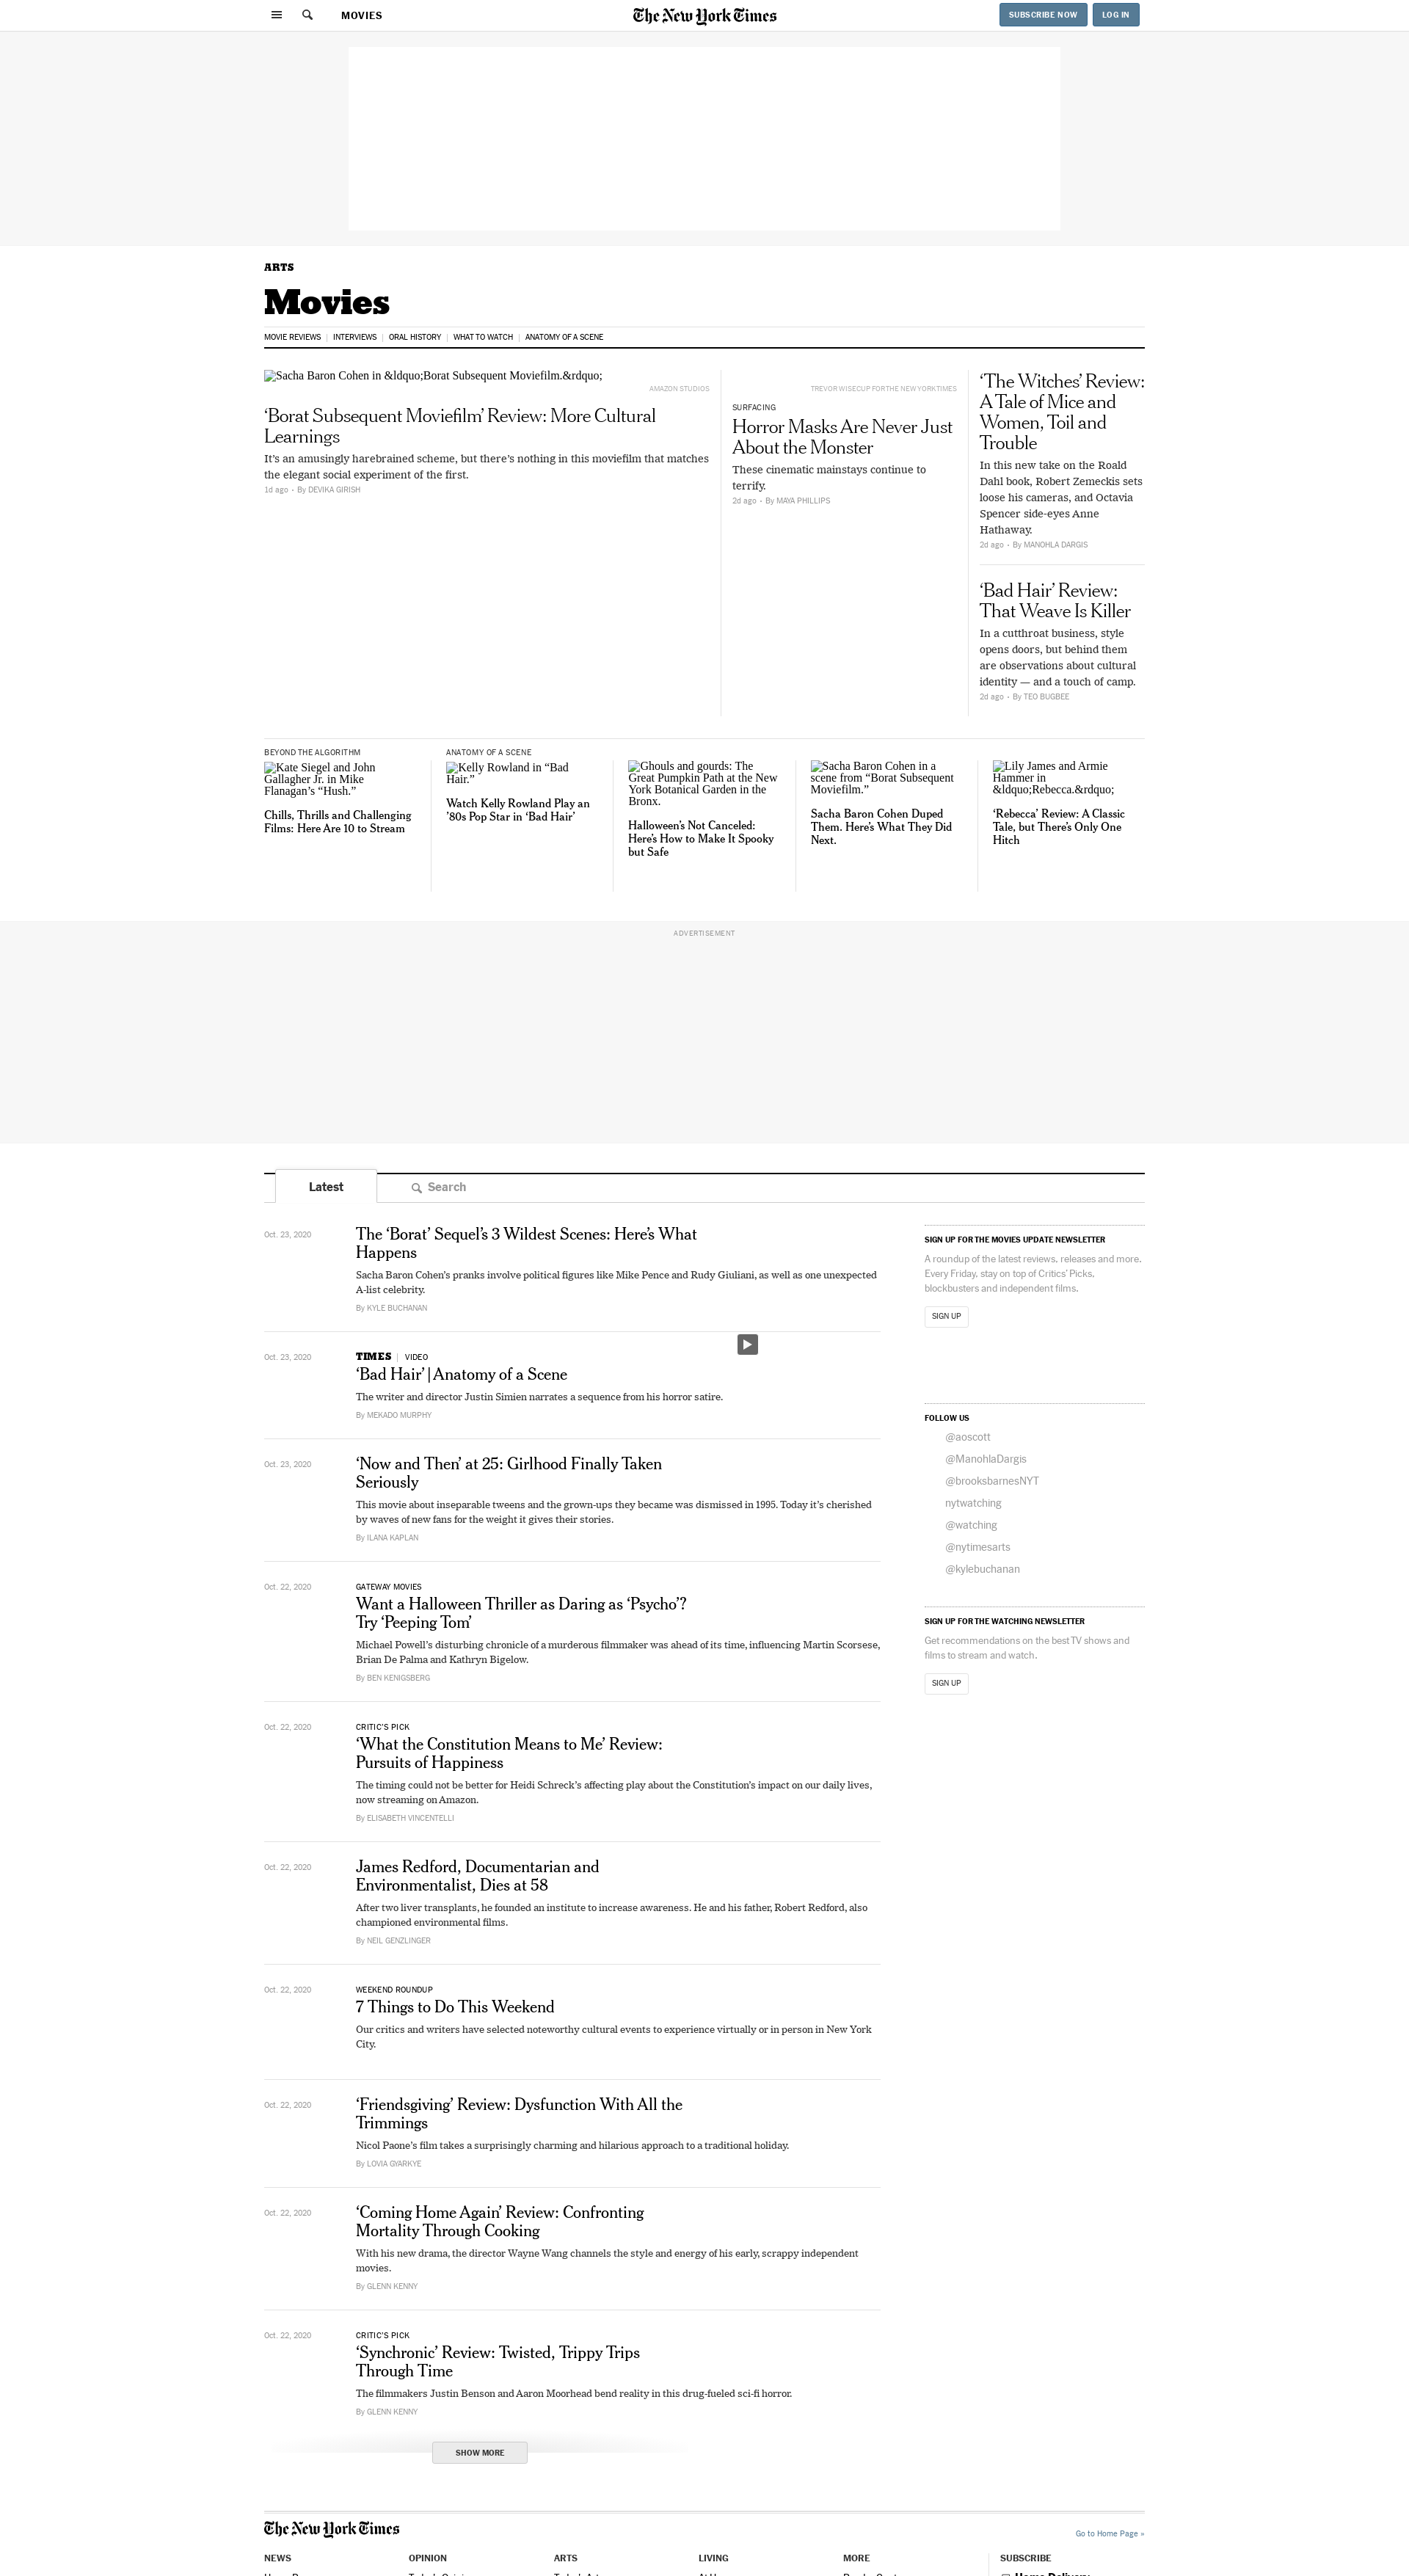 MOVIES
The New York Times
SUBSCRIBE NOW
LOG IN
ARTS
Movies
MOVIE REVIEWS
INTERVIEWS
ORAL HISTORY
WHAT TO WATCH
ANATOMY OF A SCENE
Sacha Baron Cohen in &ldquo;Borat Subsequent Moviefilm.&rdquo;
AMAZON STUDIOS
‘Borat Subsequent Moviefilm’ Review: More Cultural
Learnings
It’s an amusingly harebrained scheme, but there’s nothing in this moviefilm that matches
the elegant social experiment of the first.
1d ago • By DEVIKA GIRISH
TREVOR WISECUP FOR THE NEW YORK TIMES
SURFACING
Horror Masks Are Never Just
About the Monster
These cinematic mainstays continue to
terrify.
2d ago • By MAYA PHILLIPS
‘The Witches’ Review:
A Tale of Mice and
Women, Toil and
Trouble
In this new take on the Roald
Dahl book, Robert Zemeckis sets
loose his cameras, and Octavia
Spencer side-eyes Anne
Hathaway.
2d ago • By MANOHLA DARGIS
‘Bad Hair’ Review:
That Weave Is Killer
In a cutthroat business, style
opens doors, but behind them
are observations about cultural
identity — and a touch of camp.
2d ago • By TEO BUGBEE
BEYOND THE ALGORITHM
Kate Siegel and John
Gallagher Jr. in Mike
Flanagan’s “Hush.”
Chills, Thrills and Challenging
Films: Here Are 10 to Stream
ANATOMY OF A SCENE
Kelly Rowland in “Bad
Hair.”
Watch Kelly Rowland Play an
’80s Pop Star in ‘Bad Hair’
Ghouls and gourds: The
Great Pumpkin Path at the New
York Botanical Garden in the
Bronx.
Halloween’s Not Canceled:
Here’s How to Make It Spooky
but Safe
Sacha Baron Cohen in a
scene from “Borat Subsequent
Moviefilm.”
Sacha Baron Cohen Duped
Them. Here’s What They Did
Next.
Lily James and Armie
Hammer in
&ldquo;Rebecca.&rdquo;
‘Rebecca’ Review: A Classic
Tale, but There’s Only One
Hitch
ADVERTISEMENT
Latest
Search
Oct. 23, 2020
The ‘Borat’ Sequel’s 3 Wildest Scenes: Here’s What
Happens
Sacha Baron Cohen’s pranks involve political figures like Mike Pence and Rudy Giuliani, as well as one unexpected
A-list celebrity.
By KYLE BUCHANAN
Oct. 23, 2020
TIMES VIDEO
‘Bad Hair’ | Anatomy of a Scene
The writer and director Justin Simien narrates a sequence from his horror satire.
By MEKADO MURPHY
Oct. 23, 2020
‘Now and Then’ at 25: Girlhood Finally Taken
Seriously
This movie about inseparable tweens and the grown-ups they became was dismissed in 1995. Today it’s cherished
by waves of new fans for the weight it gives their stories.
By ILANA KAPLAN
Oct. 22, 2020
GATEWAY MOVIES
Want a Halloween Thriller as Daring as ‘Psycho’?
Try ‘Peeping Tom’
Michael Powell’s disturbing chronicle of a murderous filmmaker was ahead of its time, influencing Martin Scorsese,
Brian De Palma and Kathryn Bigelow.
By BEN KENIGSBERG
Oct. 22, 2020
CRITIC’S PICK
‘What the Constitution Means to Me’ Review:
Pursuits of Happiness
The timing could not be better for Heidi Schreck’s affecting play about the Constitution’s impact on our daily lives,
now streaming on Amazon.
By ELISABETH VINCENTELLI
Oct. 22, 2020
James Redford, Documentarian and
Environmentalist, Dies at 58
After two liver transplants, he founded an institute to increase awareness. He and his father, Robert Redford, also
championed environmental films.
By NEIL GENZLINGER
Oct. 22, 2020
WEEKEND ROUNDUP
7 Things to Do This Weekend
Our critics and writers have selected noteworthy cultural events to experience virtually or in person in New York
City.
Oct. 22, 2020
‘Friendsgiving’ Review: Dysfunction With All the
Trimmings
Nicol Paone’s film takes a surprisingly charming and hilarious approach to a traditional holiday.
By LOVIA GYARKYE
Oct. 22, 2020
‘Coming Home Again’ Review: Confronting
Mortality Through Cooking
With his new drama, the director Wayne Wang channels the style and energy of his early, scrappy independent
movies.
By GLENN KENNY
Oct. 22, 2020
CRITIC’S PICK
‘Synchronic’ Review: Twisted, Trippy Trips
Through Time
The filmmakers Justin Benson and Aaron Moorhead bend reality in this drug-fueled sci-fi horror.
By GLENN KENNY
SHOW MORE
SIGN UP FOR THE MOVIES UPDATE NEWSLETTER
A roundup of the latest reviews, releases and more.
Every Friday, stay on top of Critics’ Picks,
blockbusters and independent films.
SIGN UP
FOLLOW US
@aoscott
@ManohlaDargis
@brooksbarnesNYT
nytwatching
@watching
@nytimesarts
@kylebuchanan
SIGN UP FOR THE WATCHING NEWSLETTER
Get recommendations on the best TV shows and
films to stream and watch.
SIGN UP
The New York Times
Go to Home Page »
NEWS
OPINION
ARTS
LIVING
MORE
SUBSCRIBE